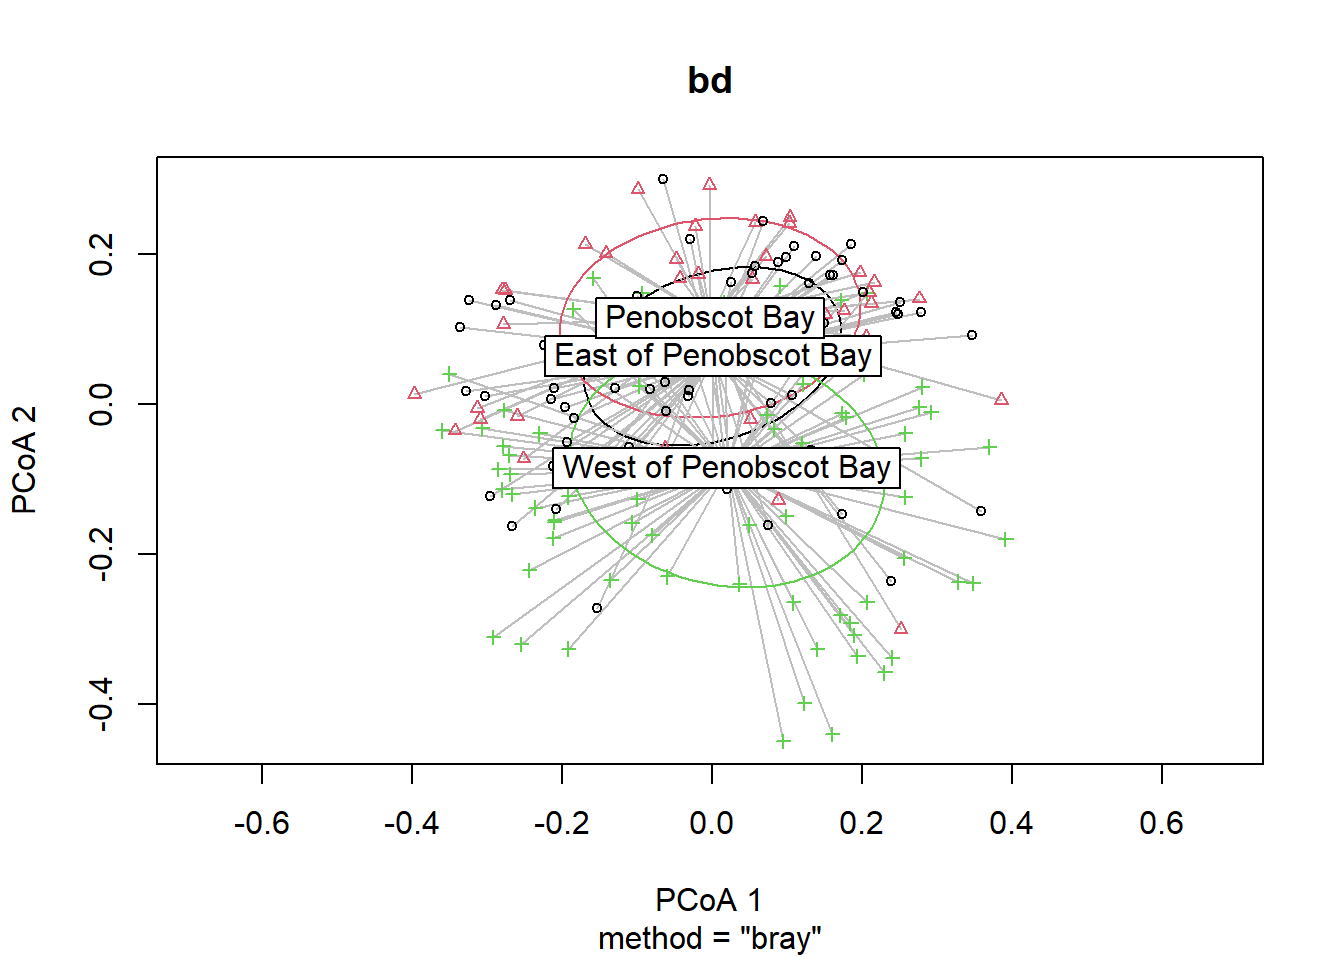 bd
PCoA 2
0.2
0.0
-0.2
-0.4
Penobscot Bay
East of Penobscot Bay
West of Penobscot Bay
-0.6 -0.4 -0.2 0.0 0.2 0.4 0.6
PCoA 1
method = "bray"